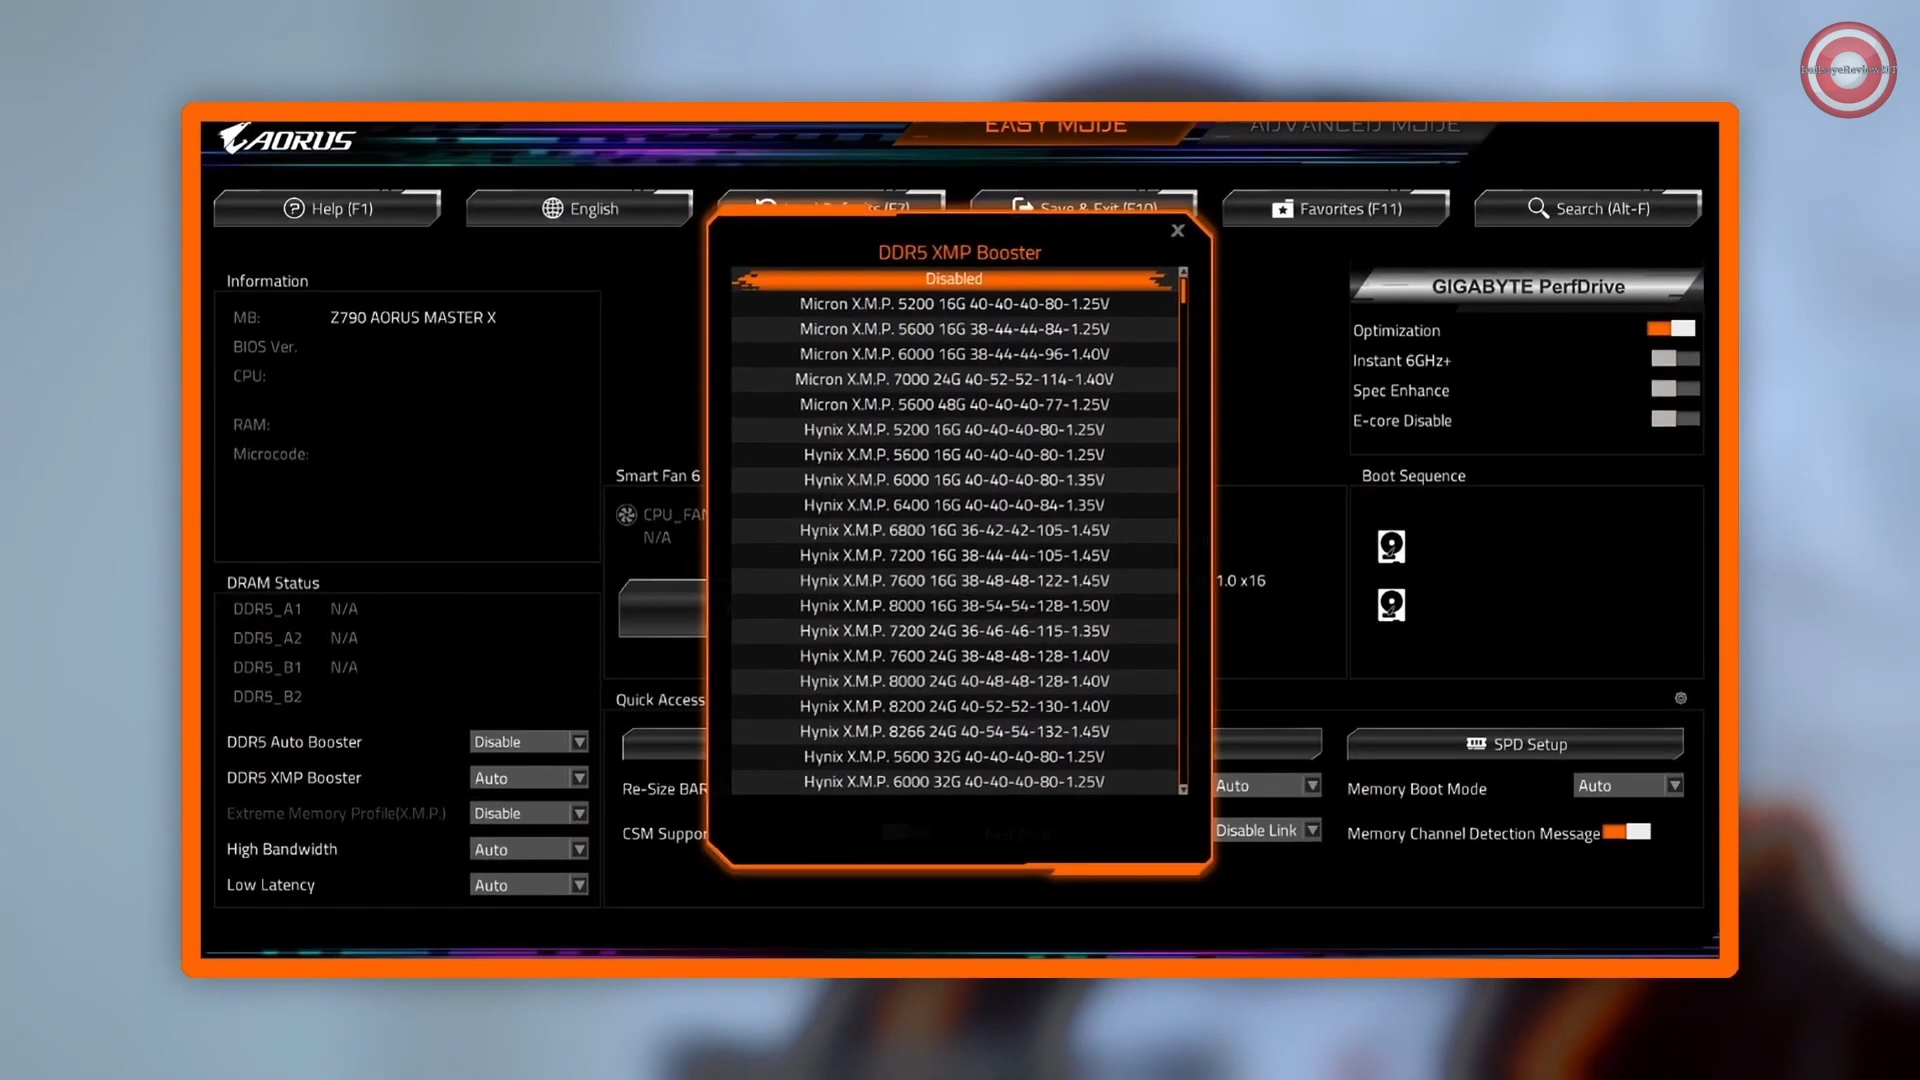 AORUS
EASY MODE
ADVANCED MODE
Help (F1)
English
Save & Exit (F10)
Favorites (F11)
Search (Alt-F)
Information
MB: Z790 AORUS MASTER X
BIOS Ver.
CPU:
RAM:
Microcode:
DRAM Status
DDR5_A1 N/A
DDR5_A2 N/A
DDR5_B1 N/A
DDR5_B2
DDR5 Auto Booster Disable
DDR5 XMP Booster Auto
Extreme Memory Profile(X.M.P.) Disable
High Bandwidth Auto
Low Latency Auto
Smart Fan 6
CPU_FAN
N/A
Quick Access
Re-Size BAR
CSM Suppor
DDR5 XMP Booster
X
Disabled
Micron X.M.P. 5200 16G 40-40-40-80-1.25V
Micron X.M.P. 5600 16G 38-44-44-84-1.25V
Micron X.M.P. 6000 16G 38-44-44-96-1.40V
Micron X.M.P. 7000 24G 40-52-52-114-1.40V
Micron X.M.P. 5600 48G 40-40-40-77-1.25V
Hynix X.M.P. 5200 16G 40-40-40-80-1.25V
Hynix X.M.P. 5600 16G 40-40-40-80-1.25V
Hynix X.M.P. 6000 16G 40-40-40-80-1.35V
Hynix X.M.P. 6400 16G 40-40-40-84-1.35V
Hynix X.M.P. 6800 16G 36-42-42-105-1.45V
Hynix X.M.P. 7200 16G 38-44-44-105-1.45V
Hynix X.M.P. 7600 16G 38-48-48-122-1.45V
Hynix X.M.P. 8000 16G 38-54-54-128-1.50V
Hynix X.M.P. 7200 24G 36-46-46-115-1.35V
Hynix X.M.P. 7600 24G 38-48-48-128-1.40V
Hynix X.M.P. 8000 24G 40-48-48-128-1.40V
Hynix X.M.P. 8200 24G 40-52-52-130-1.40V
Hynix X.M.P. 8266 24G 40-54-54-132-1.45V
Hynix X.M.P. 5600 32G 40-40-40-80-1.25V
Hynix X.M.P. 6000 32G 40-40-40-80-1.25V
1.0 x16
Auto
Disable Link
GIGABYTE PerfDrive
Optimization
Instant 6GHz+
Spec Enhance
E-core Disable
Boot Sequence
SPD Setup
Memory Boot Mode Auto
Memory Channel Detection Message